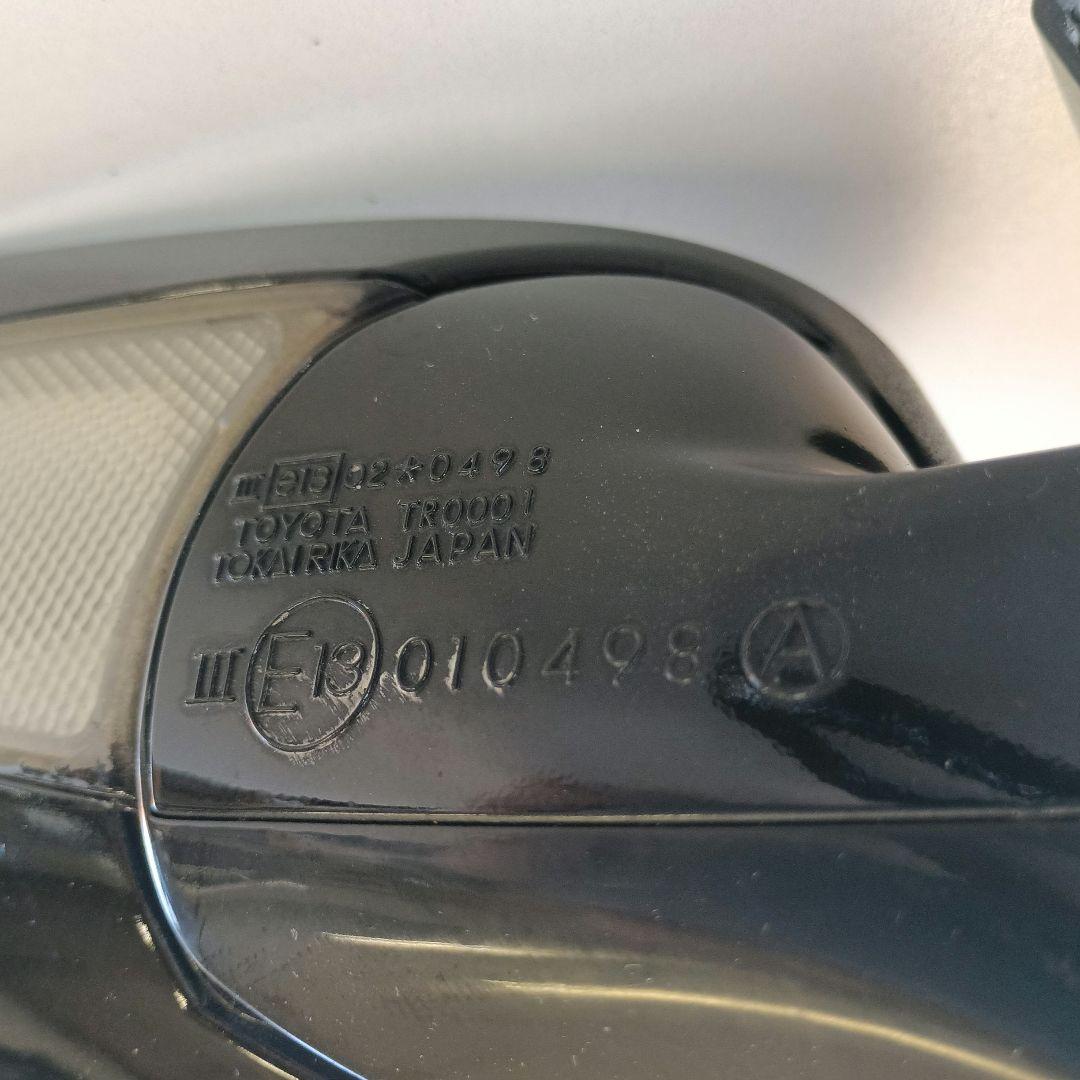 III e13 02*0498
TOYOTA TR0001
TOKAIRIKA JAPAN
III E13 010498 A